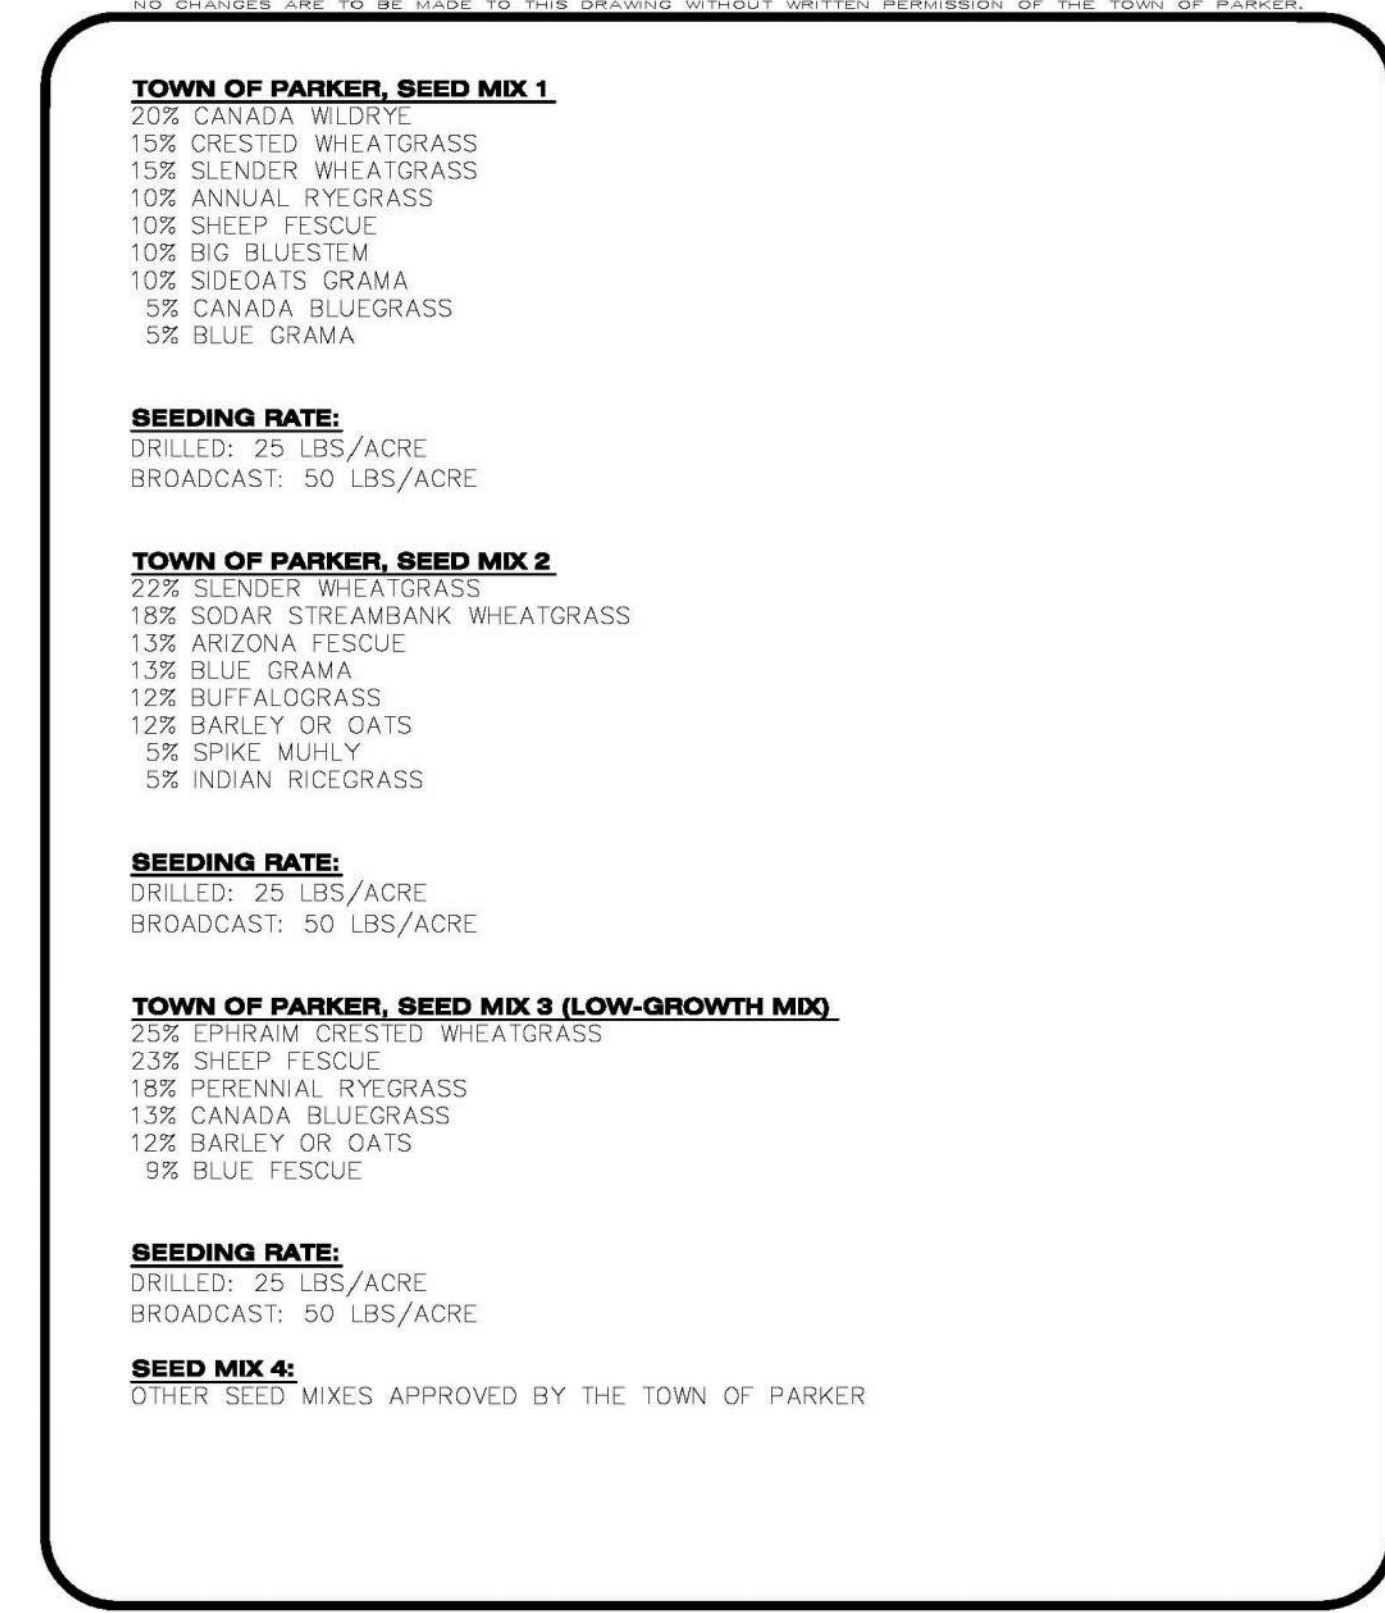 NO CHANGES ARE TO BE MADE TO THIS DRAWING WITHOUT WRITTEN PERMISSION OF THE TOWN OF PARKER.
TOWN OF PARKER, SEED MIX 1
20% CANADA WILDRYE
15% CRESTED WHEATGRASS
15% SLENDER WHEATGRASS
10% ANNUAL RYEGRASS
10% SHEEP FESCUE
10% BIG BLUESTEM
10% SIDEOATS GRAMA
5% CANADA BLUEGRASS
5% BLUE GRAMA
SEEDING RATE:
DRILLED: 25 LBS/ACRE
BROADCAST: 50 LBS/ACRE
TOWN OF PARKER, SEED MIX 2
22% SLENDER WHEATGRASS
18% SODAR STREAMBANK WHEATGRASS
13% ARIZONA FESCUE
13% BLUE GRAMA
12% BUFFALOGRASS
12% BARLEY OR OATS
5% SPIKE MUHLY
5% INDIAN RICEGRASS
SEEDING RATE:
DRILLED: 25 LBS/ACRE
BROADCAST: 50 LBS/ACRE
TOWN OF PARKER, SEED MIX 3 (LOW-GROWTH MIX)
25% EPHRAIM CRESTED WHEATGRASS
23% SHEEP FESCUE
18% PERENNIAL RYEGRASS
13% CANADA BLUEGRASS
12% BARLEY OR OATS
9% BLUE FESCUE
SEEDING RATE:
DRILLED: 25 LBS/ACRE
BROADCAST: 50 LBS/ACRE
SEED MIX 4:
OTHER SEED MIXES APPROVED BY THE TOWN OF PARKER